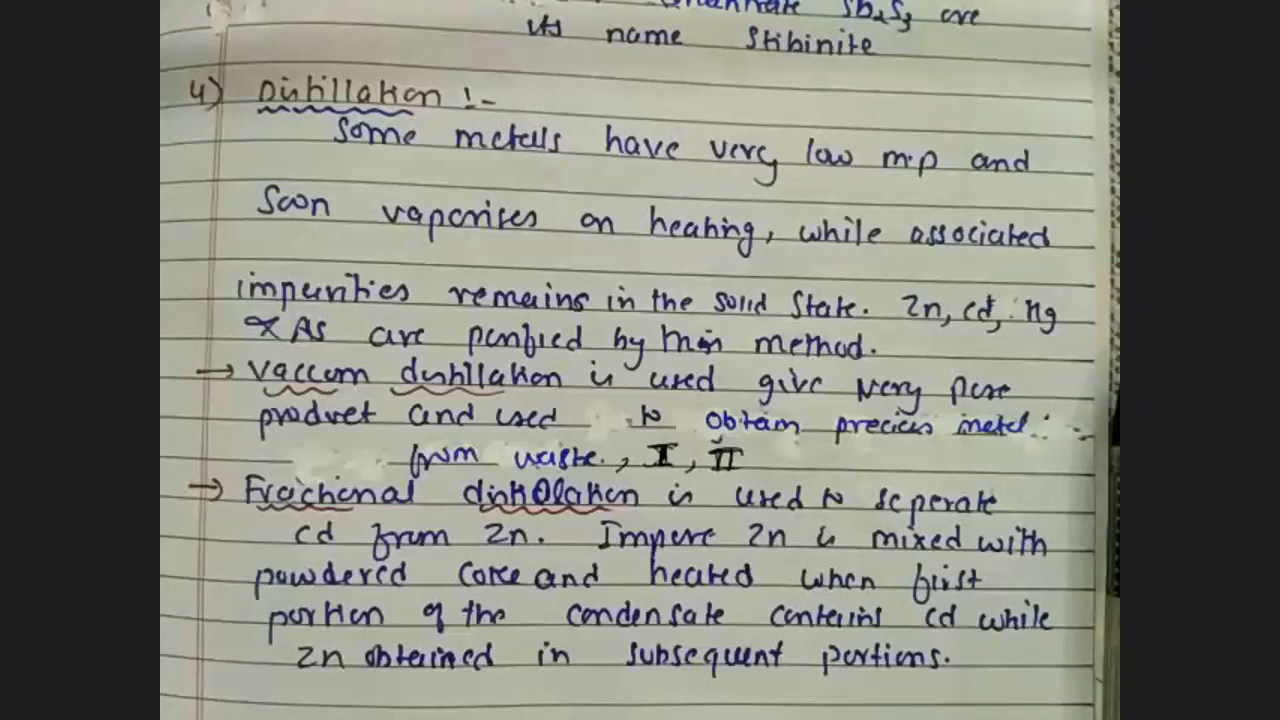 Sb2S3 are
its name Stibinite
4) Distillation :-
Some metals have very low m.p and
Soon vaporises on heating, while associated
impurities remains in the solid State. Zn, Cd, Hg
& As are purified by this method.
→ Vaccum distillation is used give very pure
product and used to obtain precious metal
from waste., I, II
→ Fractional distillation is used to seperate
Cd from Zn. Impure Zn is mixed with
powdered coke and heated when first
portion of the condensate contains Cd while
Zn obtained in subsequent portions.